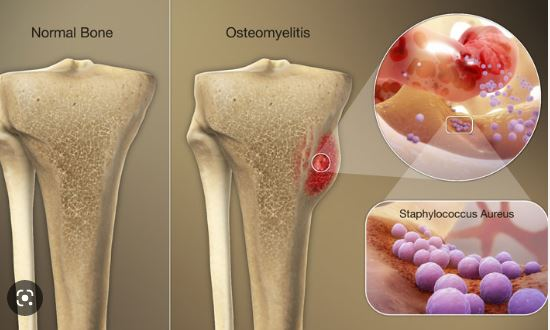 Normal Bone
Osteomyelitis
Staphylococcus Aureus